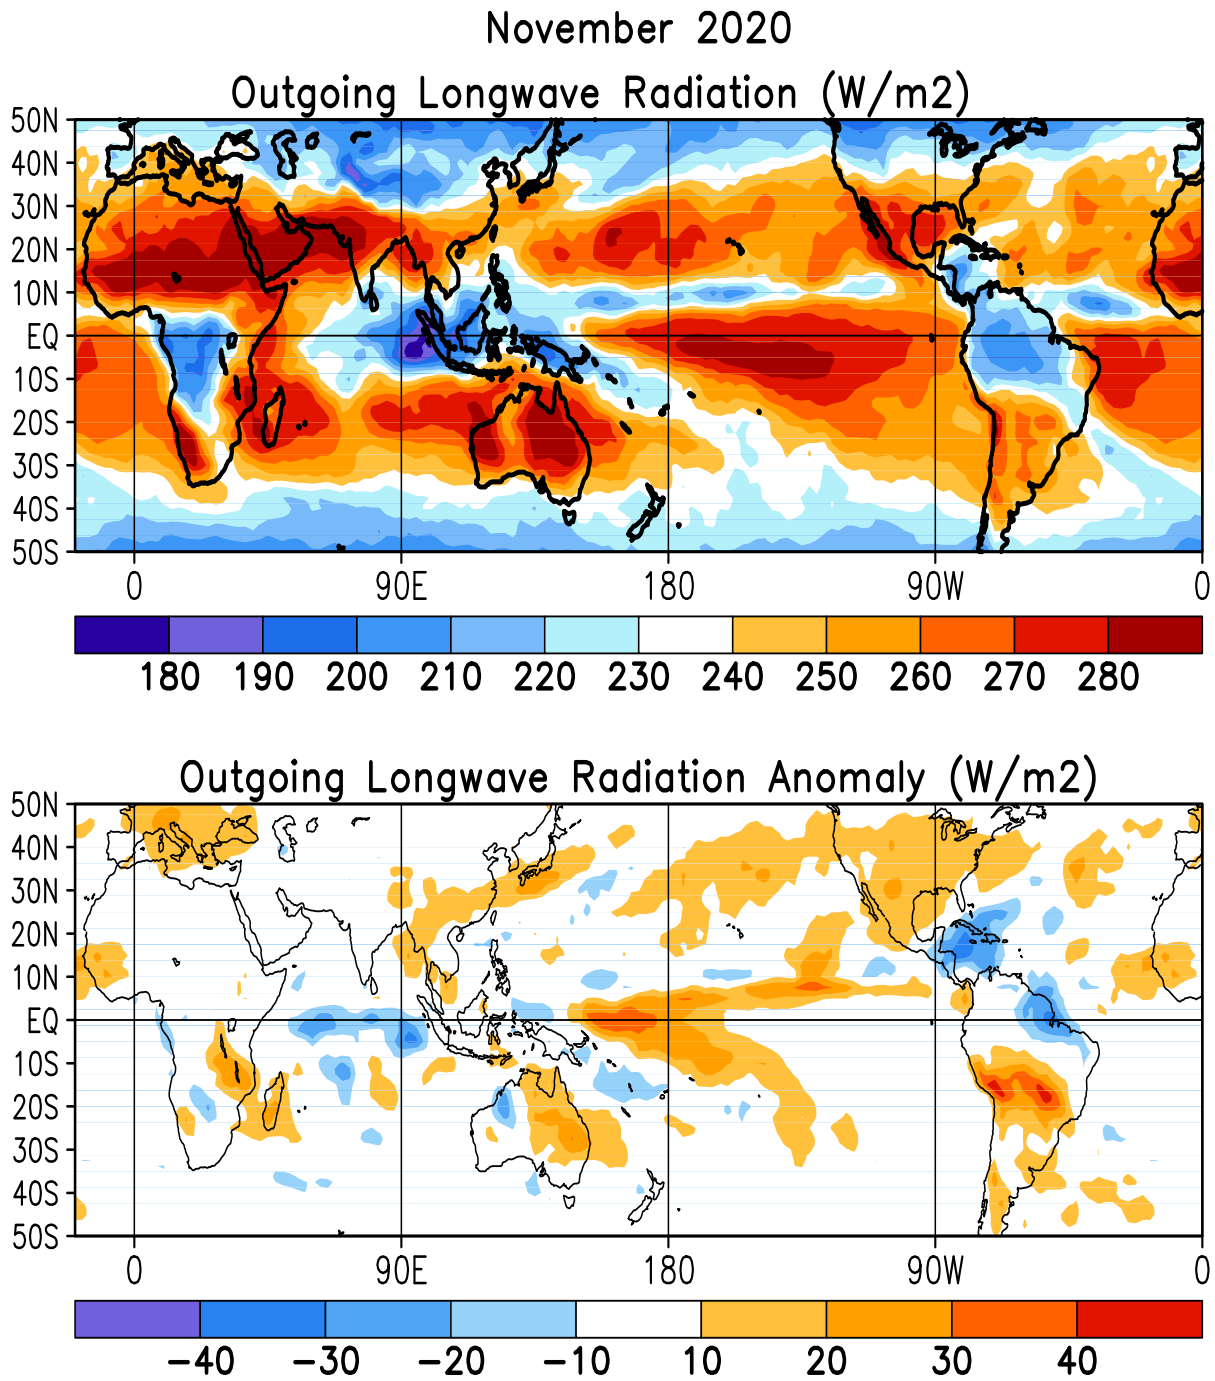 November 2020
Outgoing Longwave Radiation (W/m2)
50N
40N
30N
20N
10N
EQ
10S
20S
30S
40S
50S
0 90E 180 90W 0
180 190 200 210 220 230 240 250 260 270 280
Outgoing Longwave Radiation Anomaly (W/m2)
50N
40N
30N
20N
10N
EQ
10S
20S
30S
40S
50S
0 90E 180 90W 0
−40 −30 −20 −10 10 20 30 40